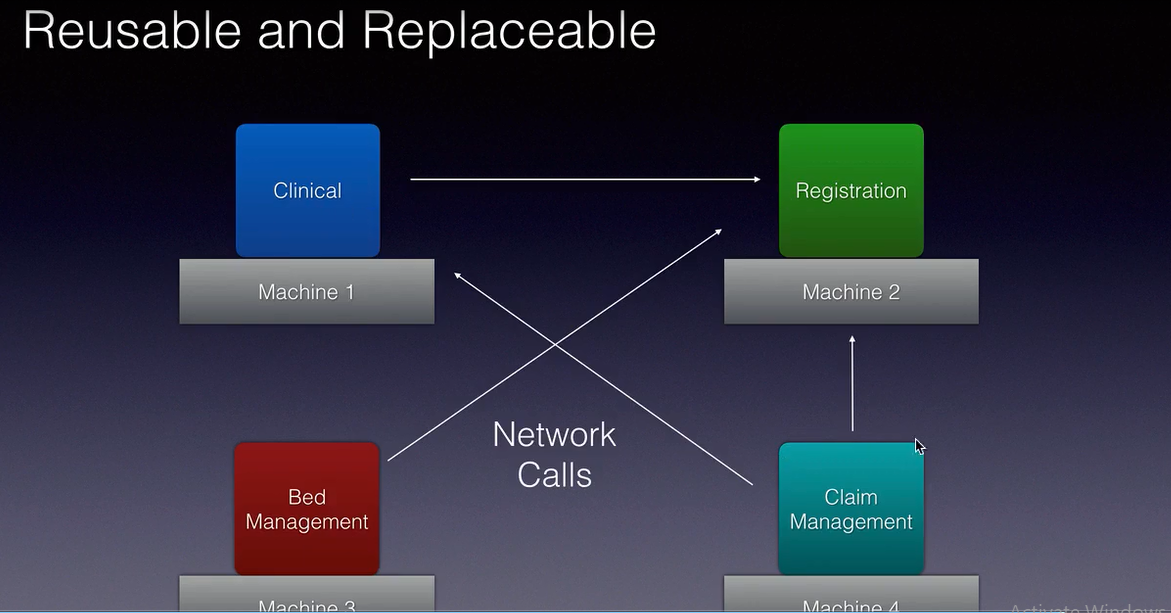 Reusable and Replaceable
Clinical
Registration
Machine 1
Machine 2
Network
Calls
Bed
Management
Claim
Management
Machine 3
Machine 4
Activate Windows